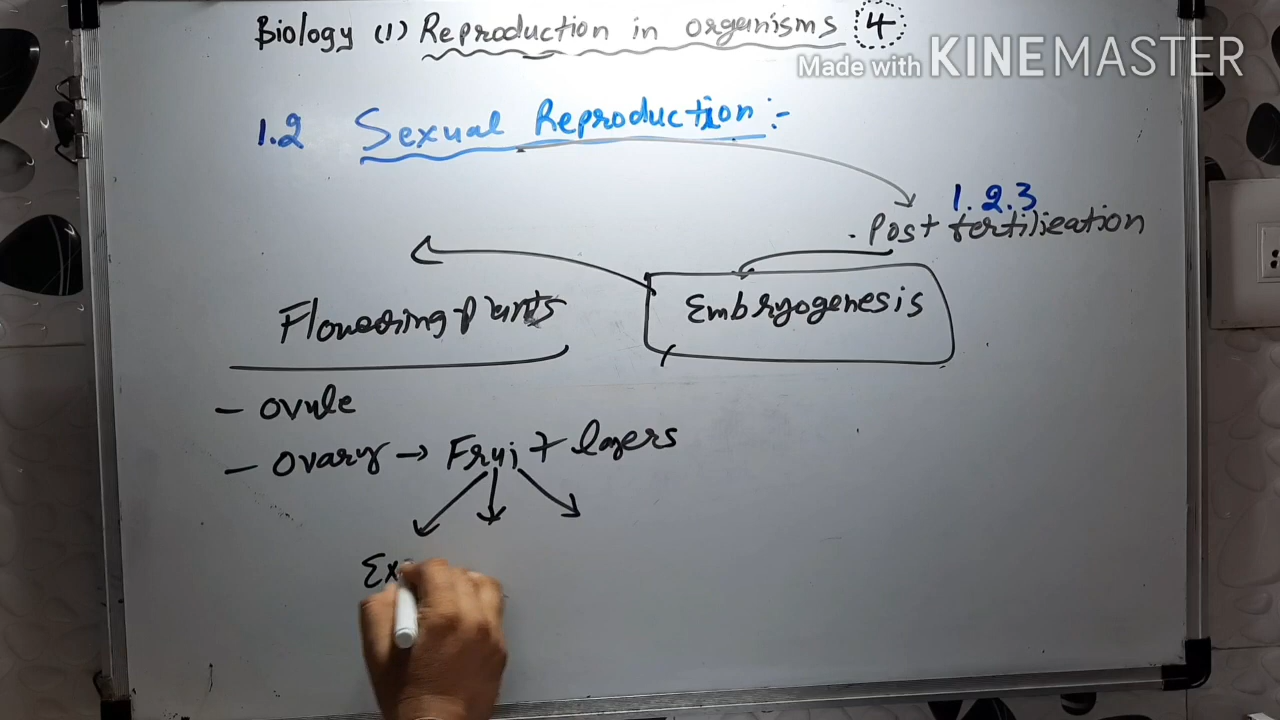 Biology (1) Reproduction in organisms 4
Made with KINEMASTER
1.2 Sexual Reproduction :-
1.2.3
. Post fertilization
Embryogenesis
Flowering plants
- Ovule
- Ovary → Fruit layers
Ex